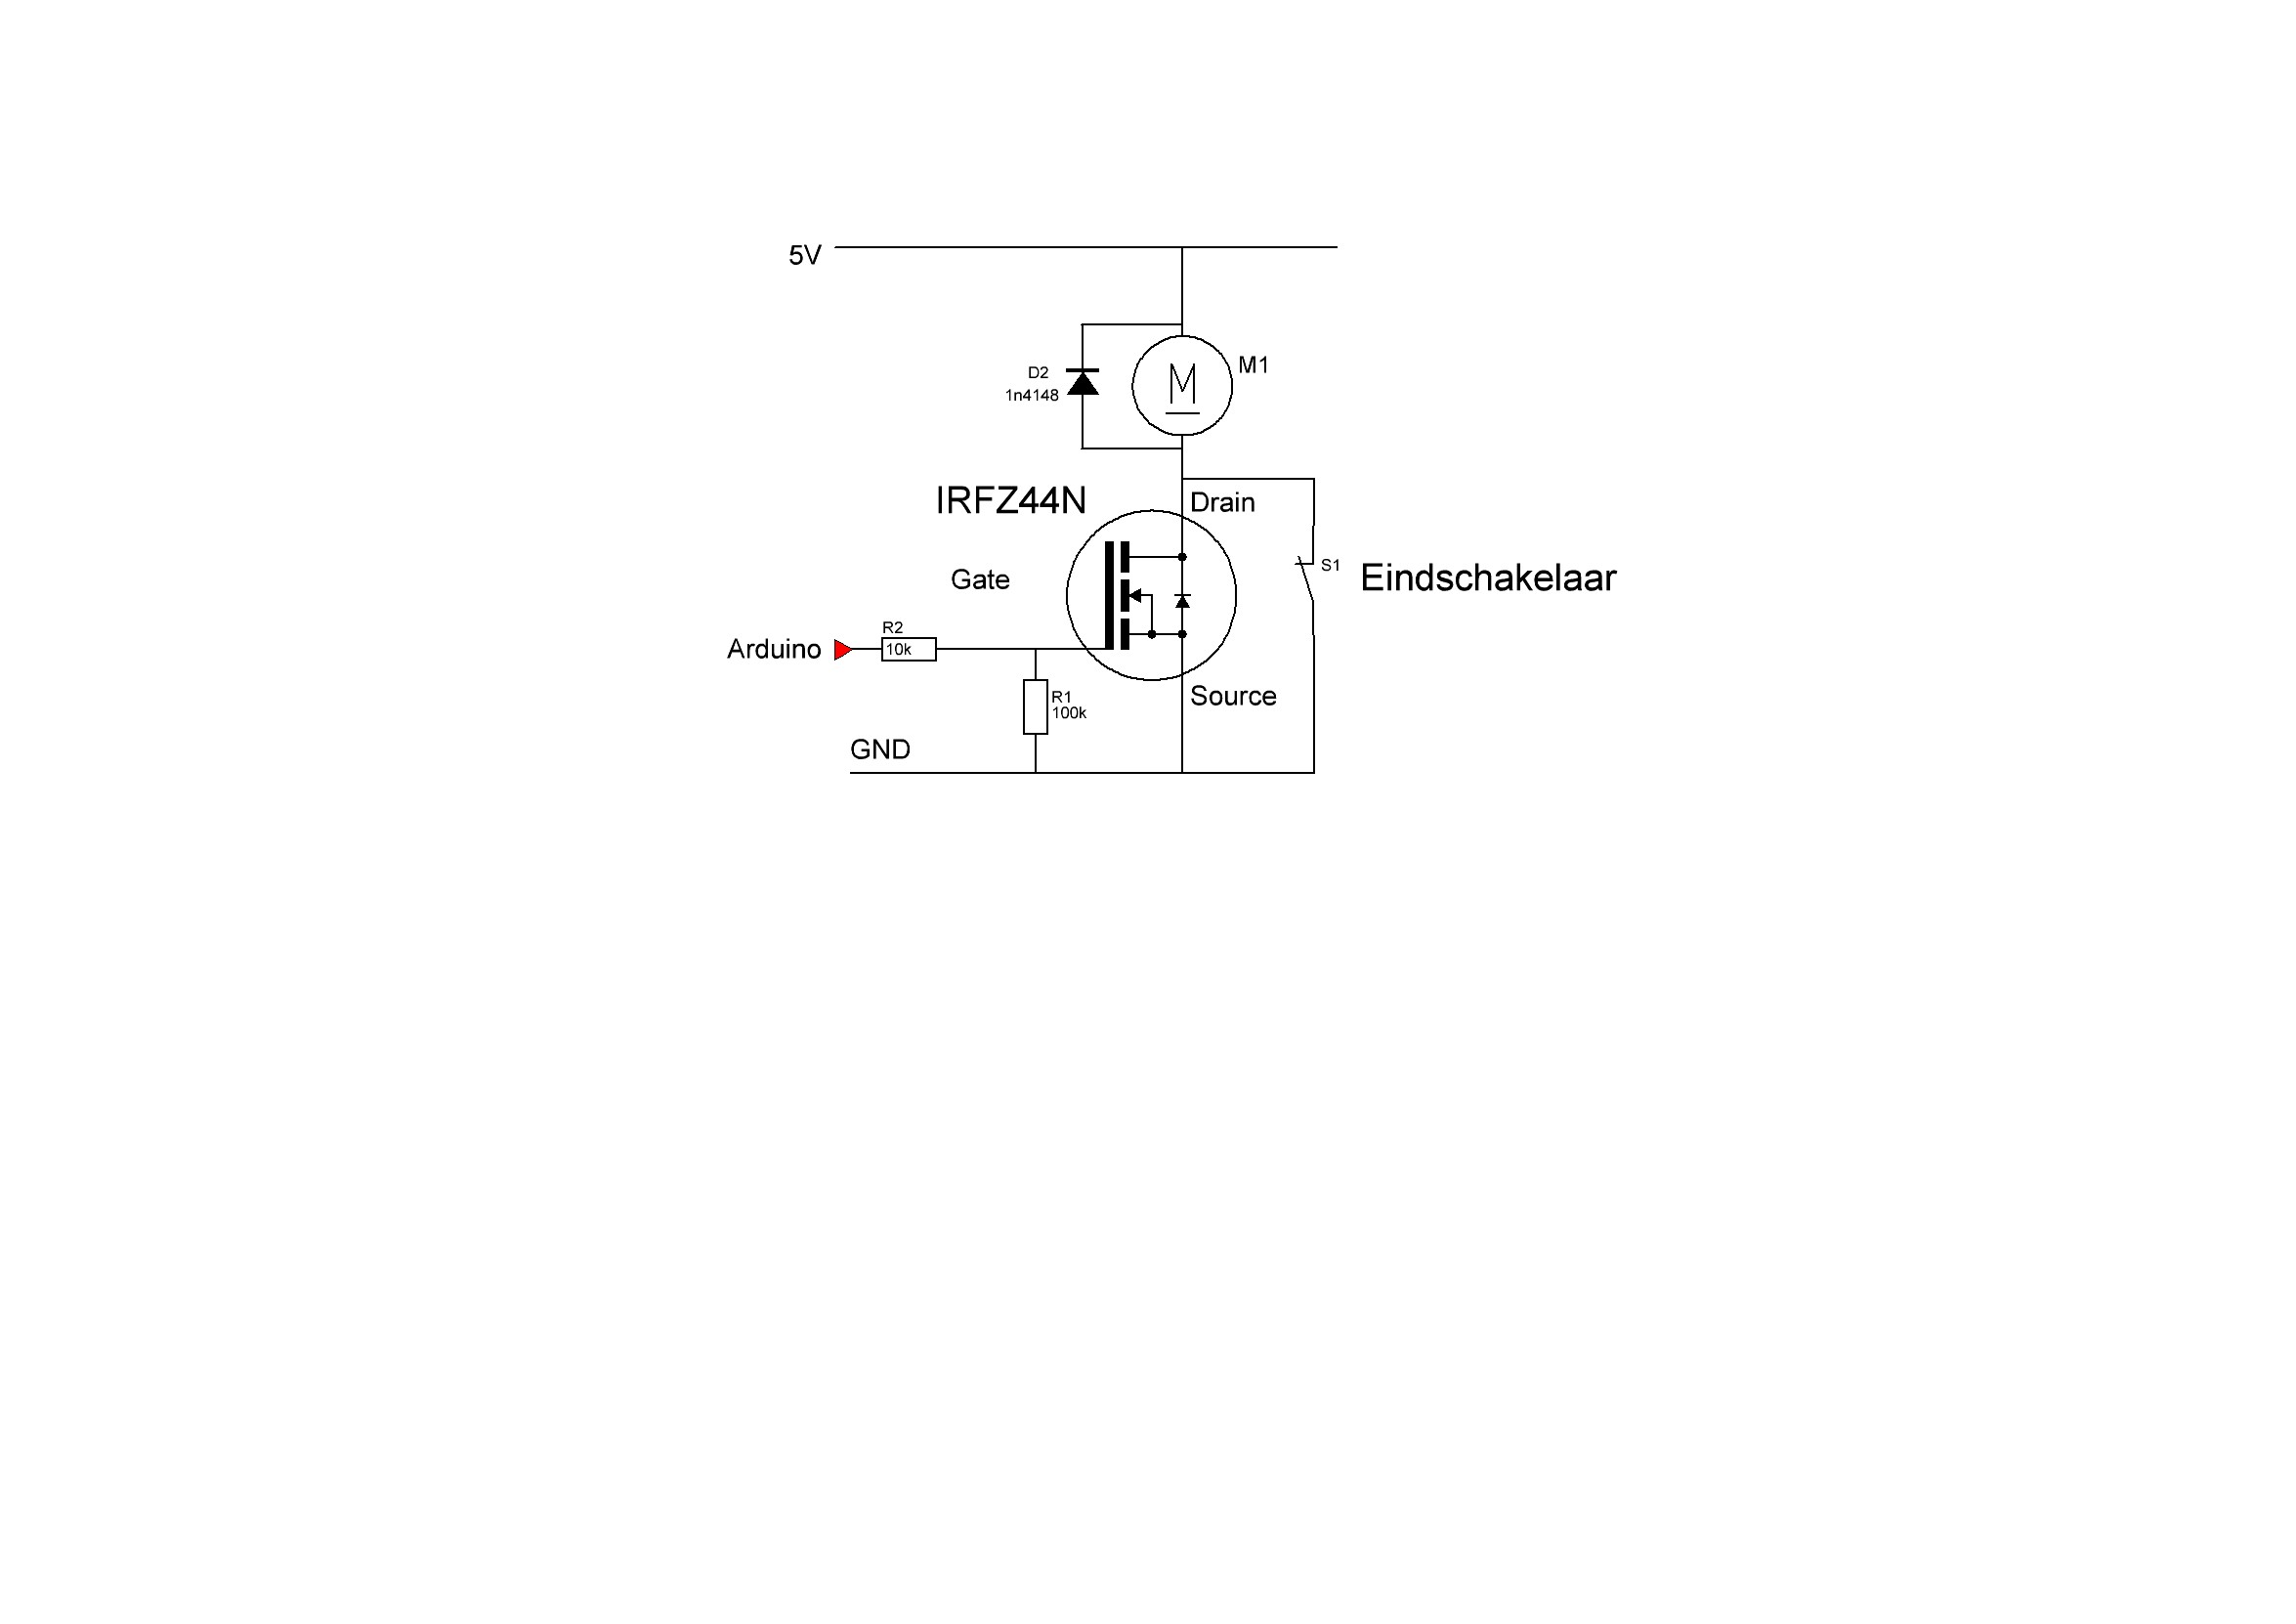 5V
M1
D2
1n4148
IRFZ44N
Drain
Gate
S1
Eindschakelaar
R2
Arduino
10k
Source
R1
100k
GND
M